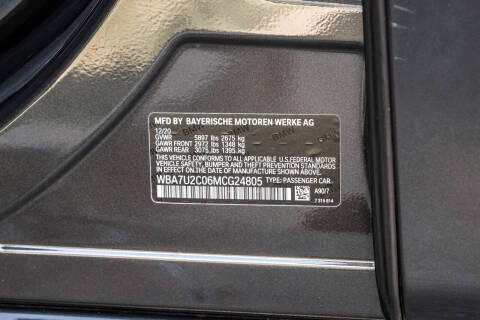 MFD BY BAYERISCHE MOTOREN WERKE AG
12/20
GVWR 5897 lbs 2675 kg
GAWR FRONT 2972 lbs 1348 kg
GAWR REAR 3075 lbs 1395 kg
THIS VEHICLE CONFORMS TO ALL APPLICABLE U.S.FEDERAL MOTOR
VEHICLE SAFETY, BUMPER, AND THEFT PREVENTION STANDARDS
IN EFFECT ON THE DATE OF MANUFACTURE SHOWN ABOVE.
WBA7U2C06MCG24805 TYPE: PASSENGER CAR
A90/7
7315014